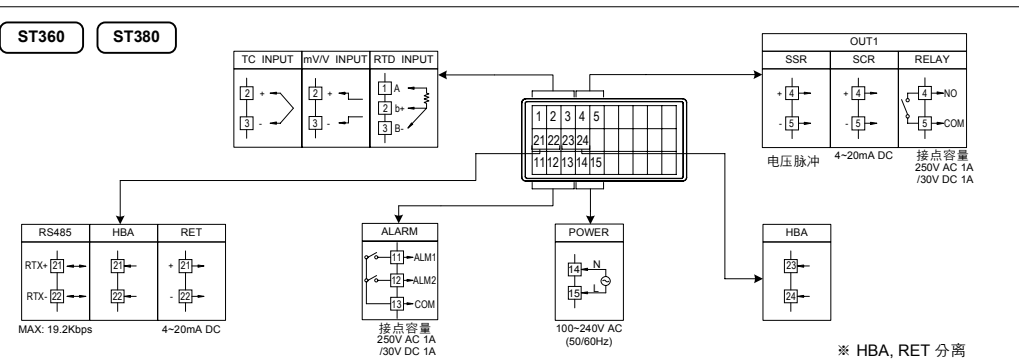 ST360
ST380
TC INPUT
mV/V INPUT
RTD INPUT
2 +
3 -
2 +
3 -
1 A
2 b+
3 B-
OUT1
SSR
SCR
RELAY
+ 4
- 5
+ 4
- 5
4 NO
5 COM
电压脉冲
4~20mA DC
接点容量
250V AC 1A
/30V DC 1A
1 2 3 4 5
21 22 23 24
11 12 13 14 15
RS485
HBA
RET
RTX+ 21
RTX- 22
21
22
+ 21
- 22
MAX: 19.2Kbps
4~20mA DC
ALARM
11 ALM1
12 ALM2
13 COM
接点容量
250V AC 1A
/30V DC 1A
POWER
14 N
15 L
100~240V AC
(50/60Hz)
HBA
23
24
※ HBA, RET 分离